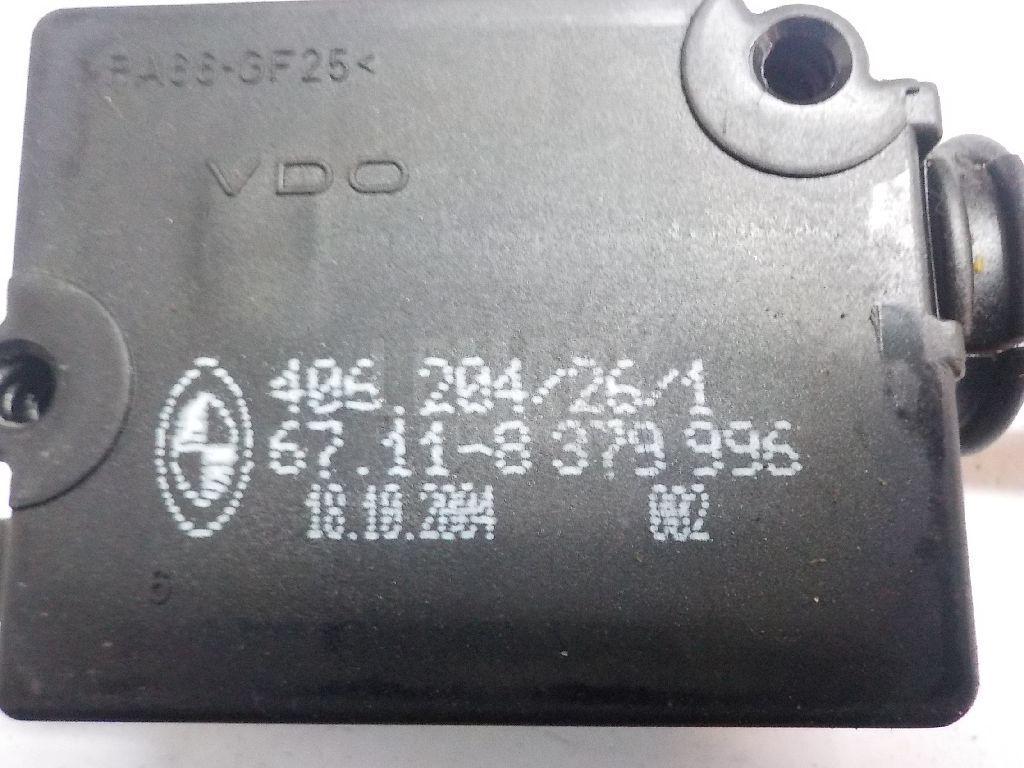 >PA66-GF25<
VDO
406.204/26/1
67.11-8 379 996
18.10.2004 002
6